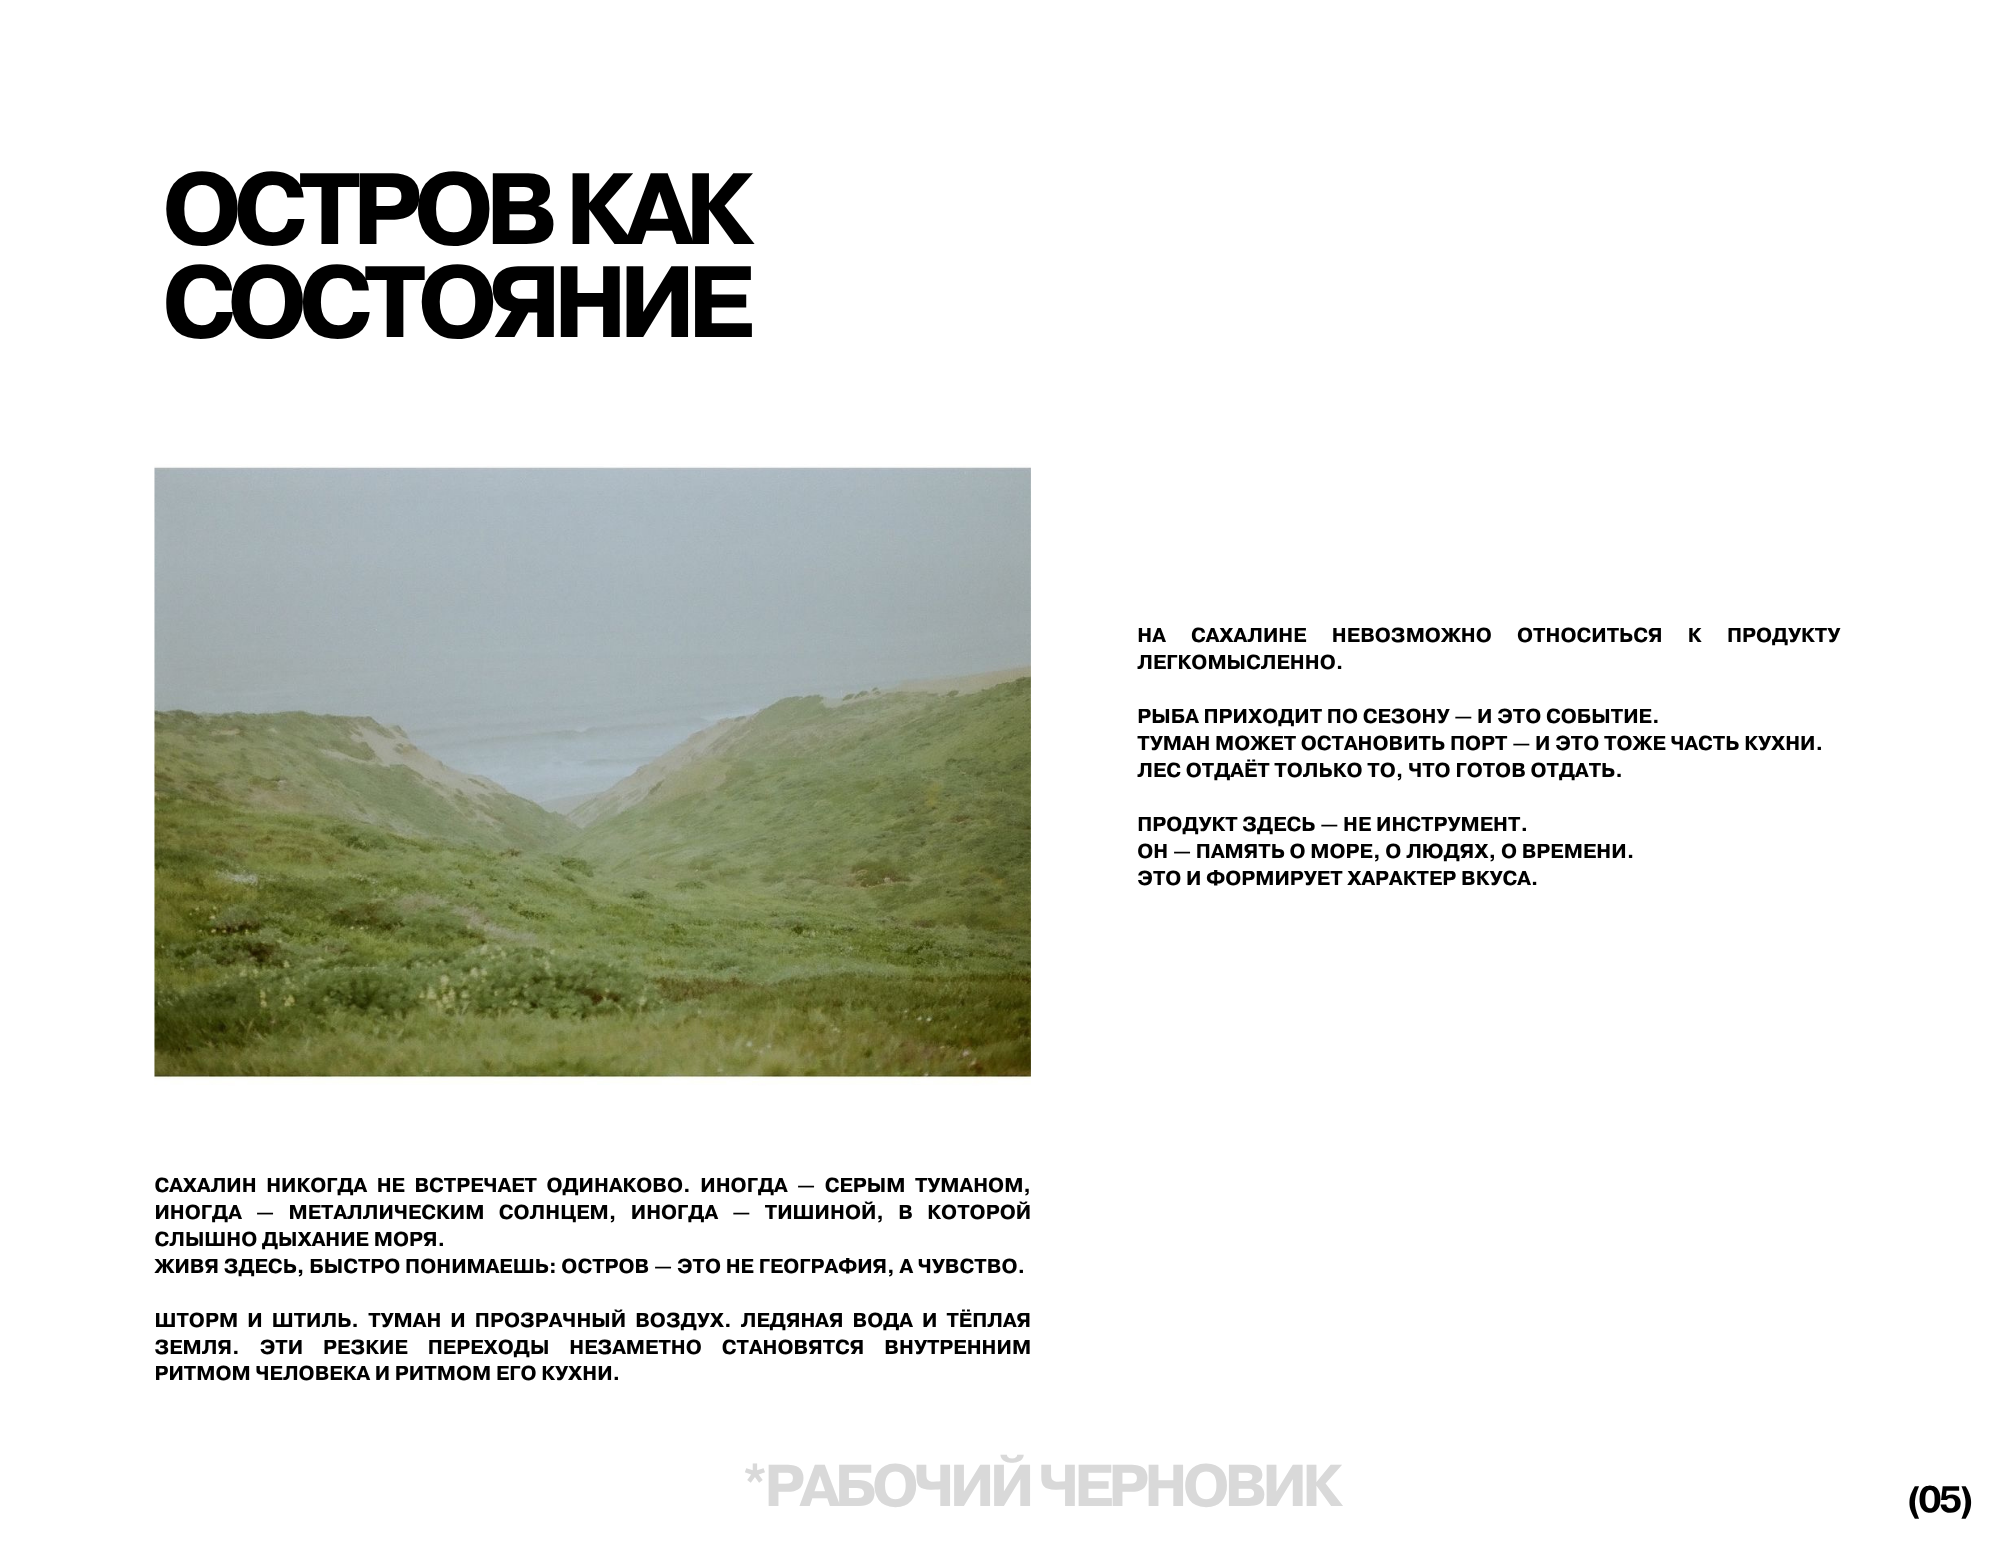 ОСТРОВ КАК
СОСТОЯНИЕ
САХАЛИН НИКОГДА НЕ ВСТРЕЧАЕТ ОДИНАКОВО. ИНОГДА — СЕРЫМ ТУМАНОМ,
ИНОГДА — МЕТАЛЛИЧЕСКИМ СОЛНЦЕМ, ИНОГДА — ТИШИНОЙ, В КОТОРОЙ
СЛЫШНО ДЫХАНИЕ МОРЯ.
ЖИВЯ ЗДЕСЬ, БЫСТРО ПОНИМАЕШЬ: ОСТРОВ — ЭТО НЕ ГЕОГРАФИЯ, А ЧУВСТВО.
ШТОРМ И ШТИЛЬ. ТУМАН И ПРОЗРАЧНЫЙ ВОЗДУХ. ЛЕДЯНАЯ ВОДА И ТЁПЛАЯ
ЗЕМЛЯ. ЭТИ РЕЗКИЕ ПЕРЕХОДЫ НЕЗАМЕТНО СТАНОВЯТСЯ ВНУТРЕННИМ
РИТМОМ ЧЕЛОВЕКА И РИТМОМ ЕГО КУХНИ.
НА САХАЛИНЕ НЕВОЗМОЖНО ОТНОСИТЬСЯ К ПРОДУКТУ
ЛЕГКОМЫСЛЕННО.
РЫБА ПРИХОДИТ ПО СЕЗОНУ — И ЭТО СОБЫТИЕ.
ТУМАН МОЖЕТ ОСТАНОВИТЬ ПОРТ — И ЭТО ТОЖЕ ЧАСТЬ КУХНИ.
ЛЕС ОТДАЁТ ТОЛЬКО ТО, ЧТО ГОТОВ ОТДАТЬ.
ПРОДУКТ ЗДЕСЬ — НЕ ИНСТРУМЕНТ.
ОН — ПАМЯТЬ О МОРЕ, О ЛЮДЯХ, О ВРЕМЕНИ.
ЭТО И ФОРМИРУЕТ ХАРАКТЕР ВКУСА.
*РАБОЧИЙ ЧЕРНОВИК
(05)